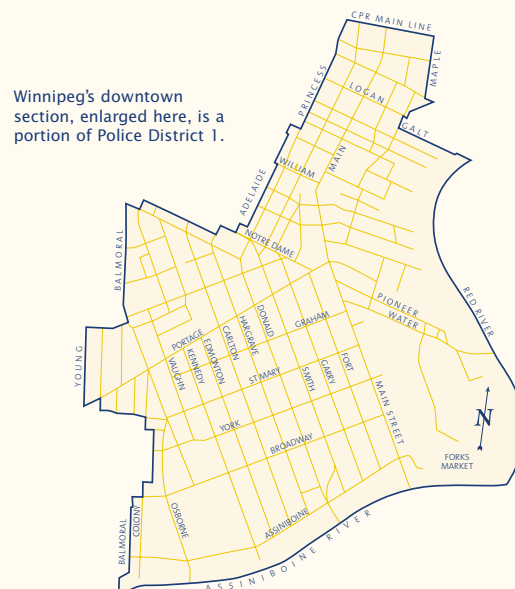 CPR MAIN LINE
MAPLE
PRINCESS
LOGAN
Winnipeg's downtown
section, enlarged here, is a
portion of Police District 1.
GALT
MAIN
WILLIAM
ADELAIDE
NOTRE DAME
BALMORAL
RED RIVER
PIONEER
WATER
DONALD
GRAHAM
HARGRAVE
CARLTON
PORTAGE
EDMONTON
KENNEDY
VAUGHN
YOUNG
FORT
GARRY
SMITH
ST MARY
MAIN STREET
N
YORK
BROADWAY
FORKS
MARKET
OSBORNE
COLONY
BALMORAL
ASSINIBOINE
ASSINIBOINE RIVER